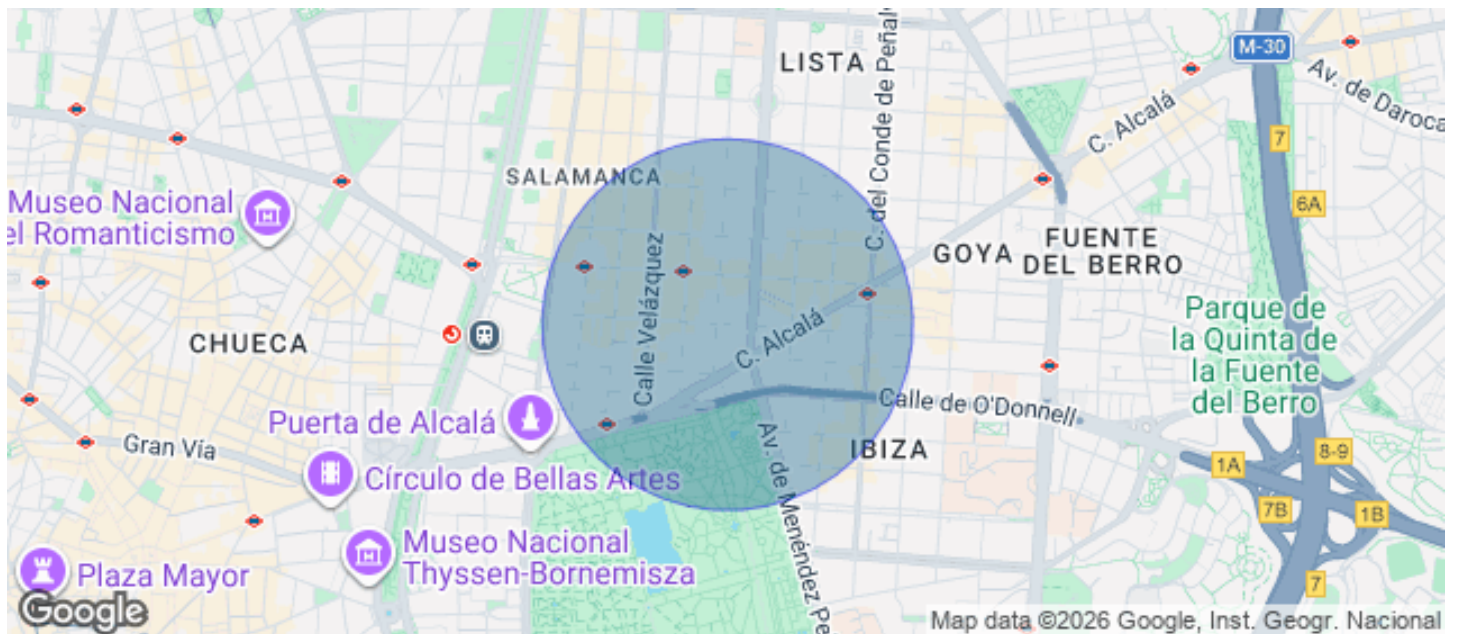 LISTA
C. del Conde de Peñal
M-30
Av. de Daroca
C. Alcalá
7
SALAMANCA
Museo Nacional
el Romanticismo
6A
Calle Velázquez
GOYA
FUENTE
DEL BERRO
Parque de
la Quinta de
la Fuente
del Berro
CHUECA
C. Alcalá
Puerta de Alcalá
Calle de O'Donnell
Gran Vía
IBIZA
Av. de Menéndez Pe
1A
8-9
Círculo de Bellas Artes
7B
1B
Museo Nacional
Thyssen-Bornemisza
Plaza Mayor
7
Google
Map data ©2026 Google, Inst. Geogr. Nacional